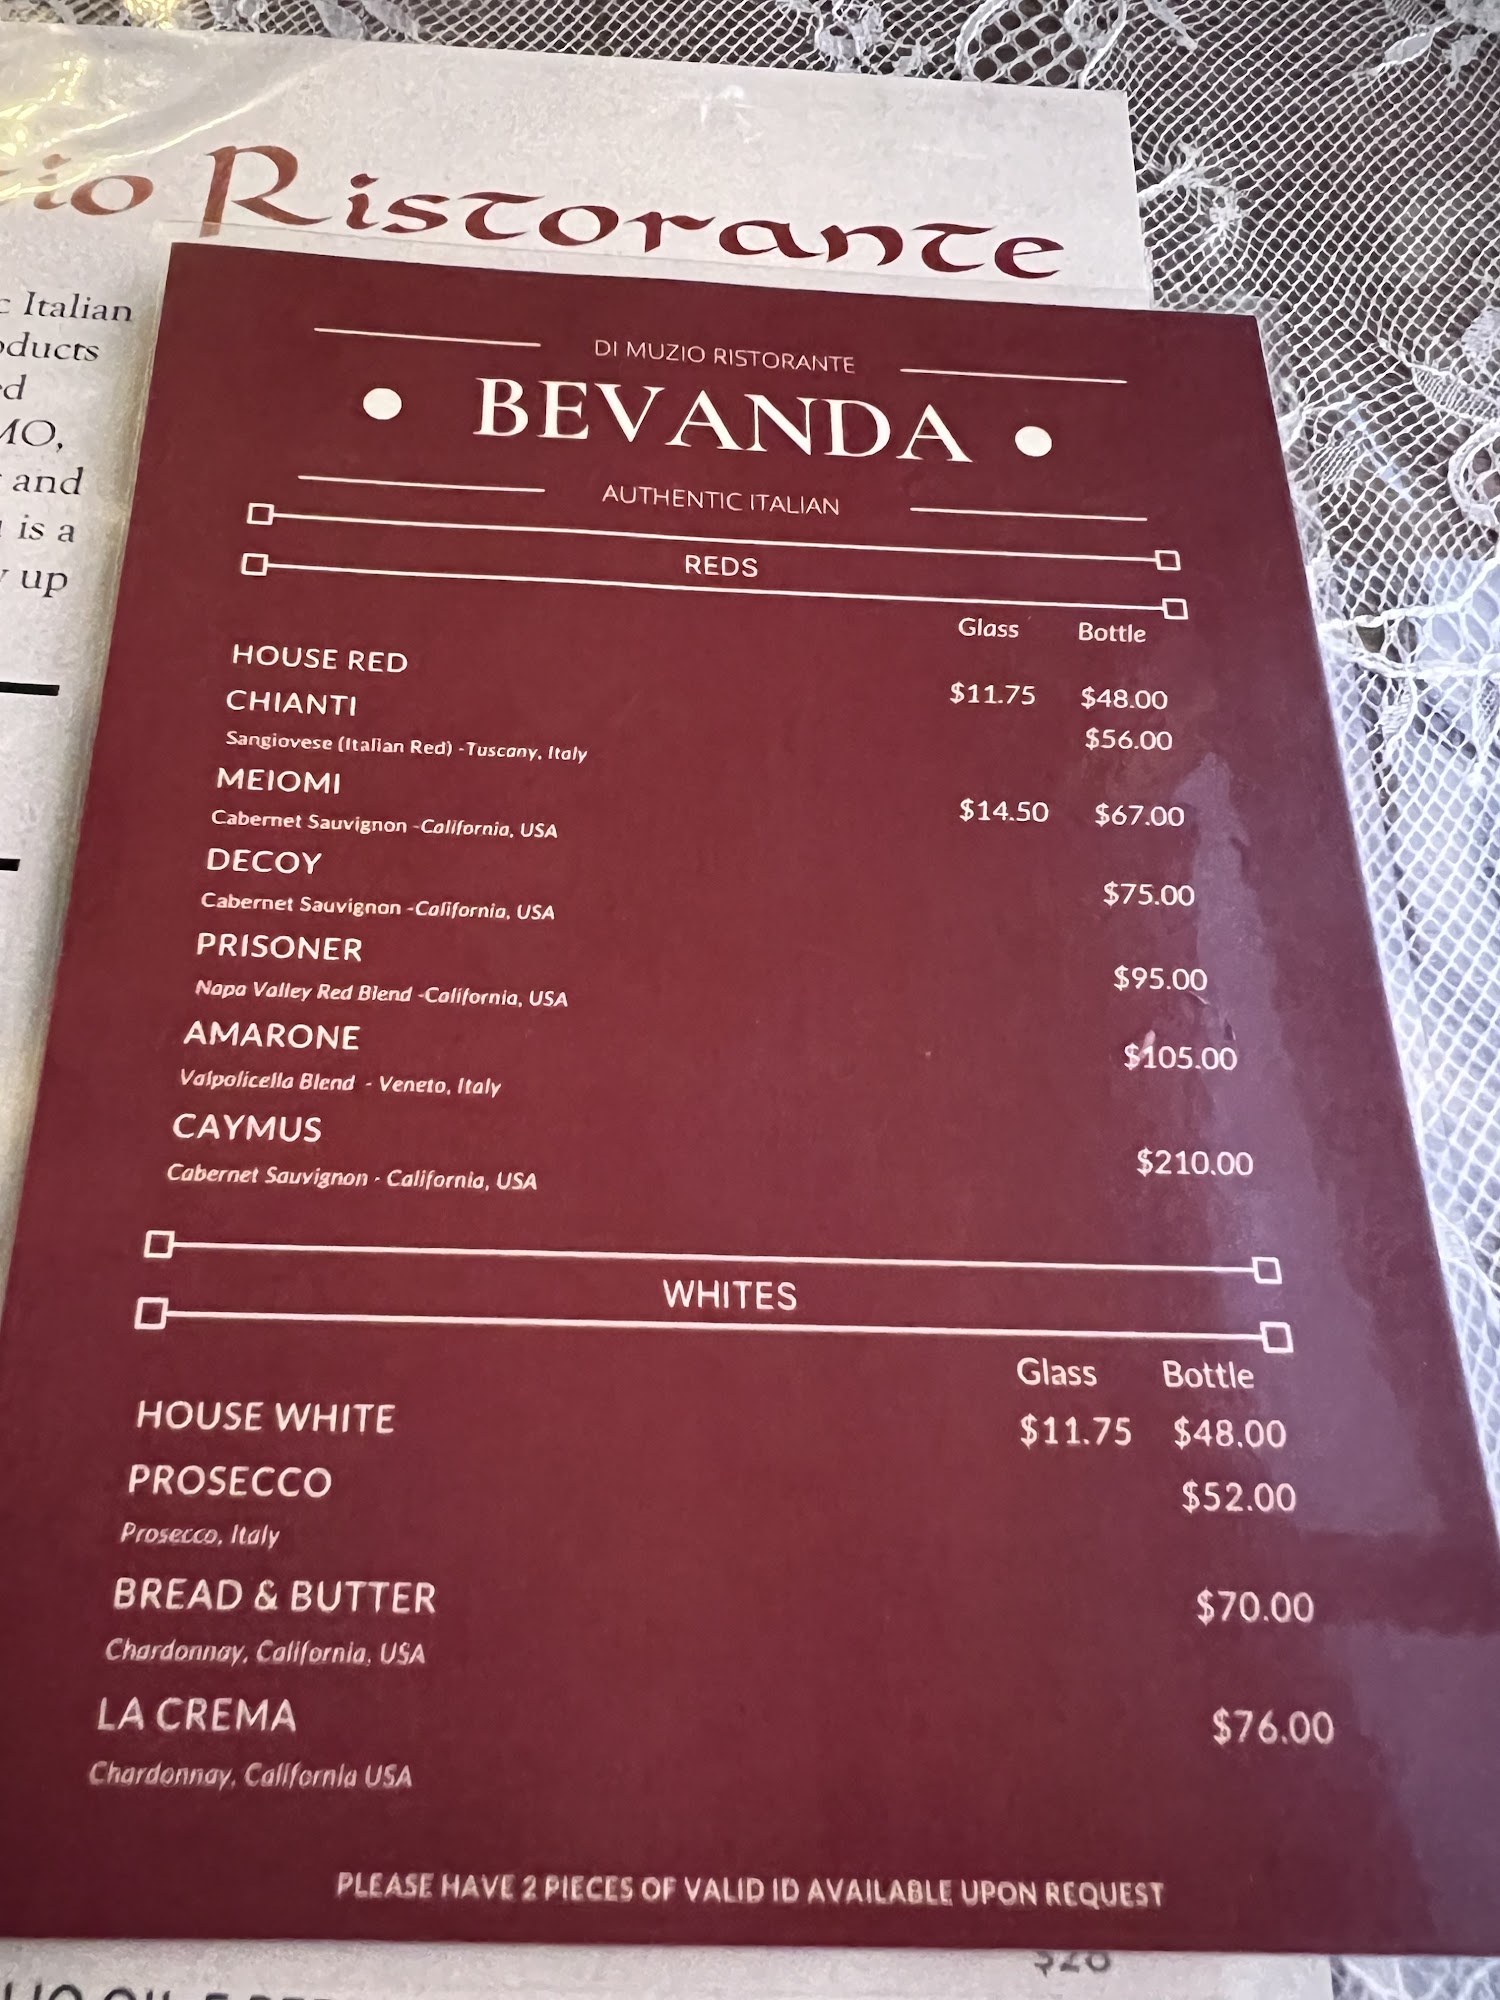 io Ristorante
c Italian
oducts
ed
MO,
and
is a
up
DI MUZIO RISTORANTE
• BEVANDA •
AUTHENTIC ITALIAN
REDS
Glass Bottle
HOUSE RED $11.75 $48.00
CHIANTI $56.00
Sangiovese (Italian Red) -Tuscany, Italy
MEIOMI $14.50 $67.00
Cabernet Sauvignon -California, USA
DECOY $75.00
Cabernet Sauvignon -California, USA
PRISONER $95.00
Napa Valley Red Blend -California, USA
AMARONE $105.00
Valpolicella Blend - Veneto, Italy
CAYMUS $210.00
Cabernet Sauvignon - California, USA
WHITES
Glass Bottle
HOUSE WHITE $11.75 $48.00
PROSECCO $52.00
Prosecco, Italy
BREAD & BUTTER $70.00
Chardonnay, California, USA
LA CREMA $76.00
Chardonnay, California USA
PLEASE HAVE 2 PIECES OF VALID ID AVAILABLE UPON REQUEST